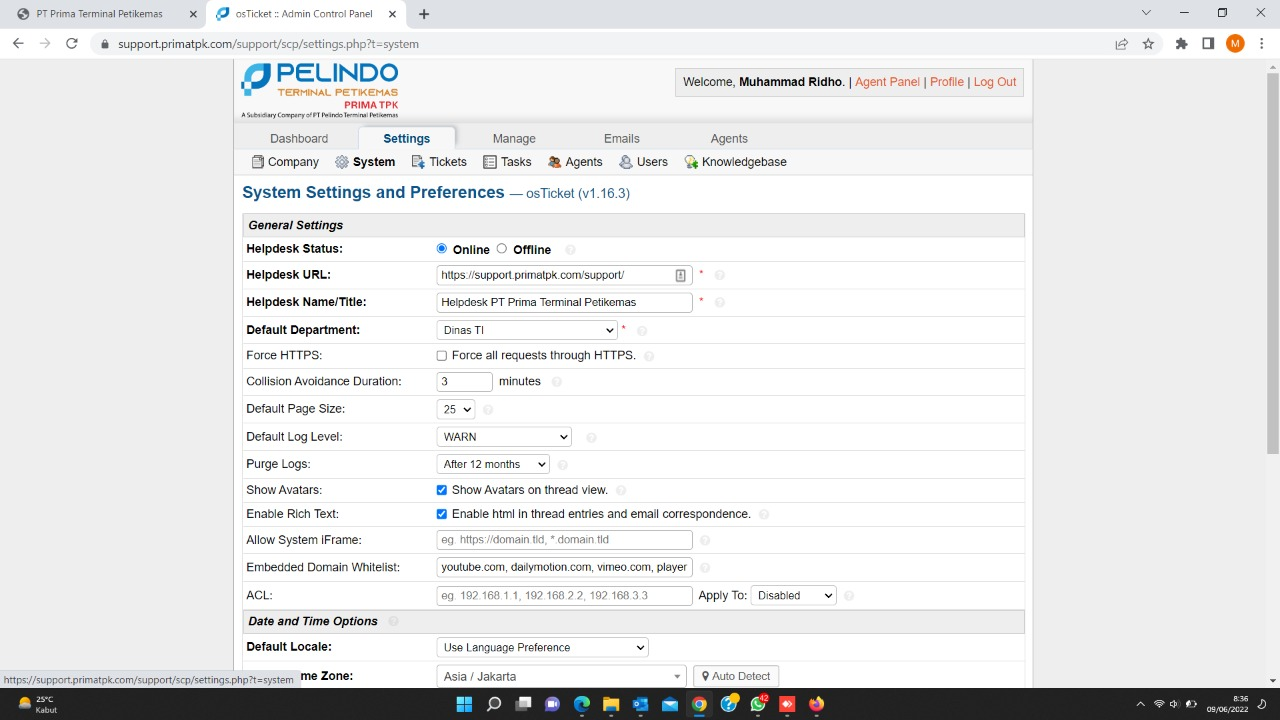 PT Prima Terminal Petikemas
osTicket :: Admin Control Panel
support.primatpk.com/support/scp/settings.php?t=system
M
PELINDO
TERMINAL PETIKEMAS
PRIMA TPK
A Subsidiary Company of PT Pelindo Terminal Petikemas
Welcome, Muhammad Ridho. | Agent Panel | Profile | Log Out
Dashboard Settings Manage Emails Agents
Company System Tickets Tasks Agents Users Knowledgebase
System Settings and Preferences — osTicket (v1.16.3)
General Settings
Helpdesk Status: Online Offline
Helpdesk URL: https://support.primatpk.com/support/ *
Helpdesk Name/Title: Helpdesk PT Prima Terminal Petikemas *
Default Department: Dinas TI *
Force HTTPS: Force all requests through HTTPS.
Collision Avoidance Duration: 3 minutes
Default Page Size: 25
Default Log Level: WARN
Purge Logs: After 12 months
Show Avatars: Show Avatars on thread view.
Enable Rich Text: Enable html in thread entries and email correspondence.
Allow System iFrame: eg. https://domain.tld, *.domain.tld
Embedded Domain Whitelist: youtube.com, dailymotion.com, vimeo.com, player
ACL: eg. 192.168.1.1, 192.168.2.2, 192.168.3.3 Apply To: Disabled
Date and Time Options
Default Locale: Use Language Preference
me Zone: Asia / Jakarta Auto Detect
https://support.primatpk.com/support/scp/settings.php?t=system
25°C
Kabut
42
8:36
09/06/2022